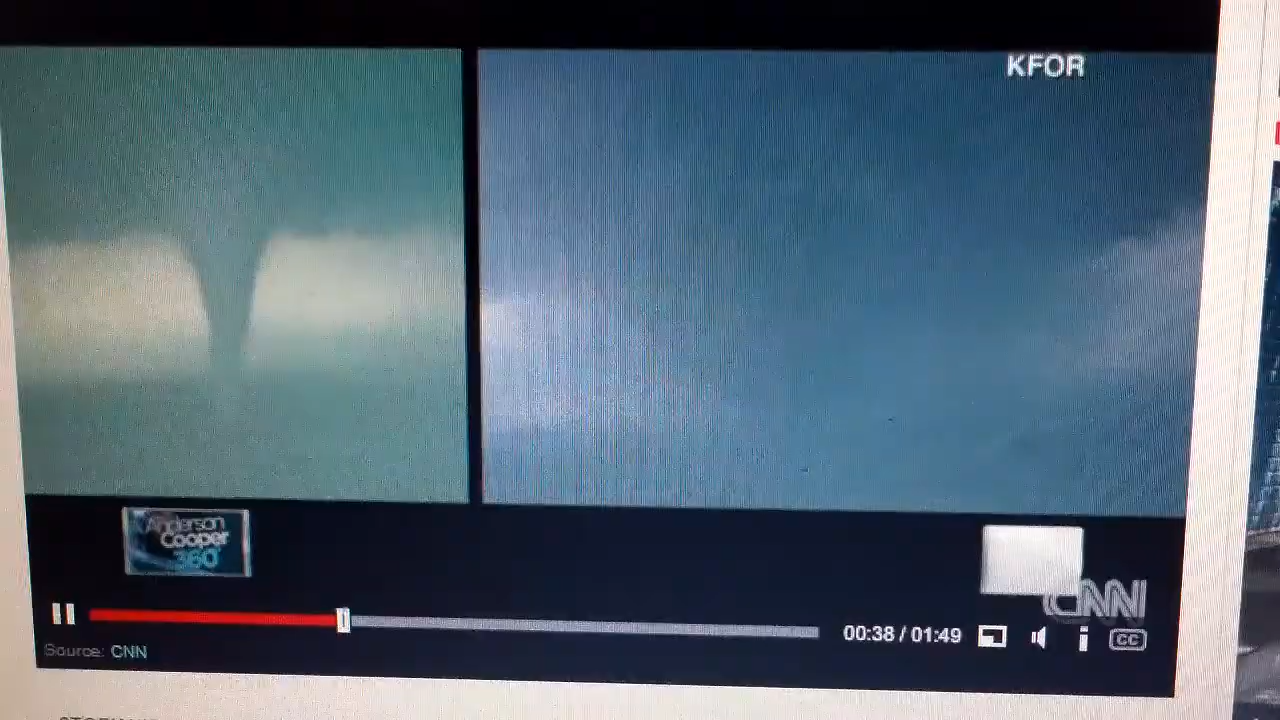 KFOR
Anderson
Cooper
360°
CNN
00:38 / 01:49
CC
Source: CNN